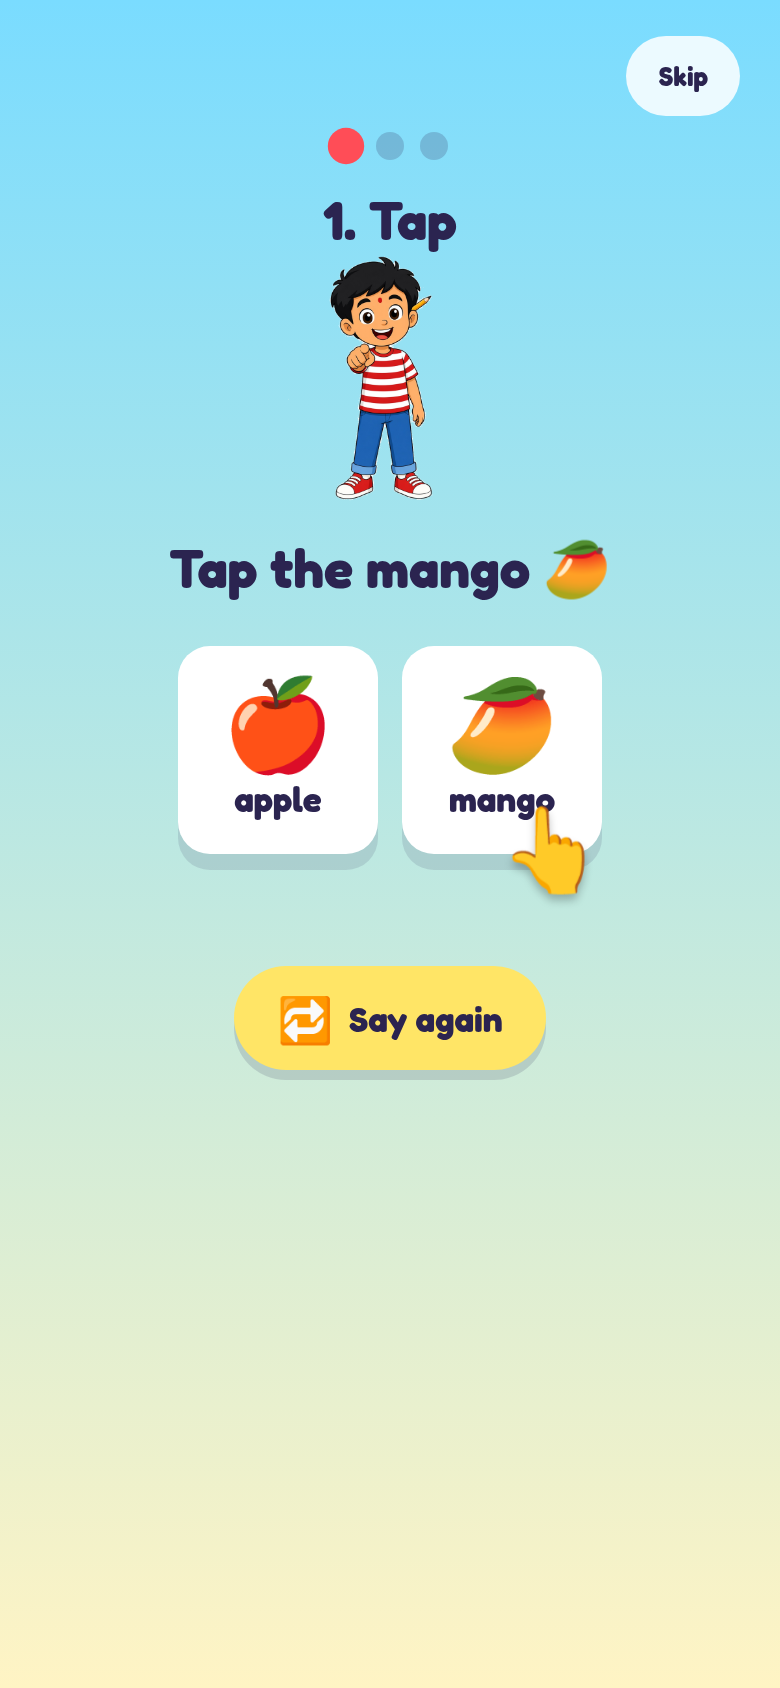 Skip
1. Tap
Tap the mango 🥭
apple
mango
🔁 Say again